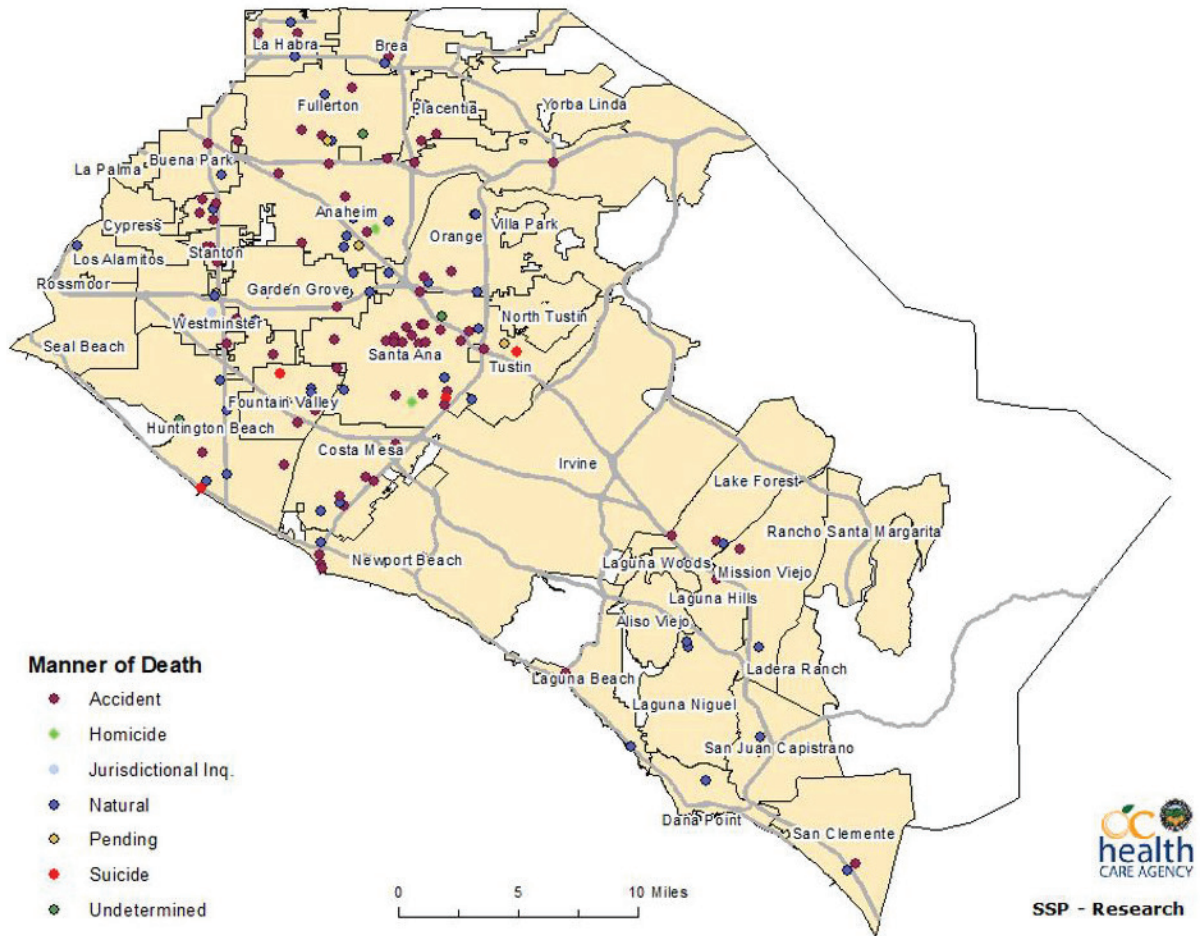 La Habra
Brea
Fullerton
Placentia
Yorba Linda
Buena Park
La Palma
Cypress
Anaheim
Orange
Villa Park
Los Alamitos
Stanton
Rossmoor
Garden Grove
North Tustin
Westminster
Seal Beach
Santa Ana
Tustin
Fountain Valley
Huntington Beach
Costa Mesa
Irvine
Lake Forest
Rancho Santa Margarita
Newport Beach
Laguna Woods
Mission Viejo
Laguna Hills
Aliso Viejo
Laguna Beach
Ladera Ranch
Laguna Niguel
San Juan Capistrano
Dana Point
San Clemente
Manner of Death
Accident
Homicide
Jurisdictional Inq.
Natural
Pending
Suicide
Undetermined
0 5 10 Miles
OC
health
CARE AGENCY
SSP - Research